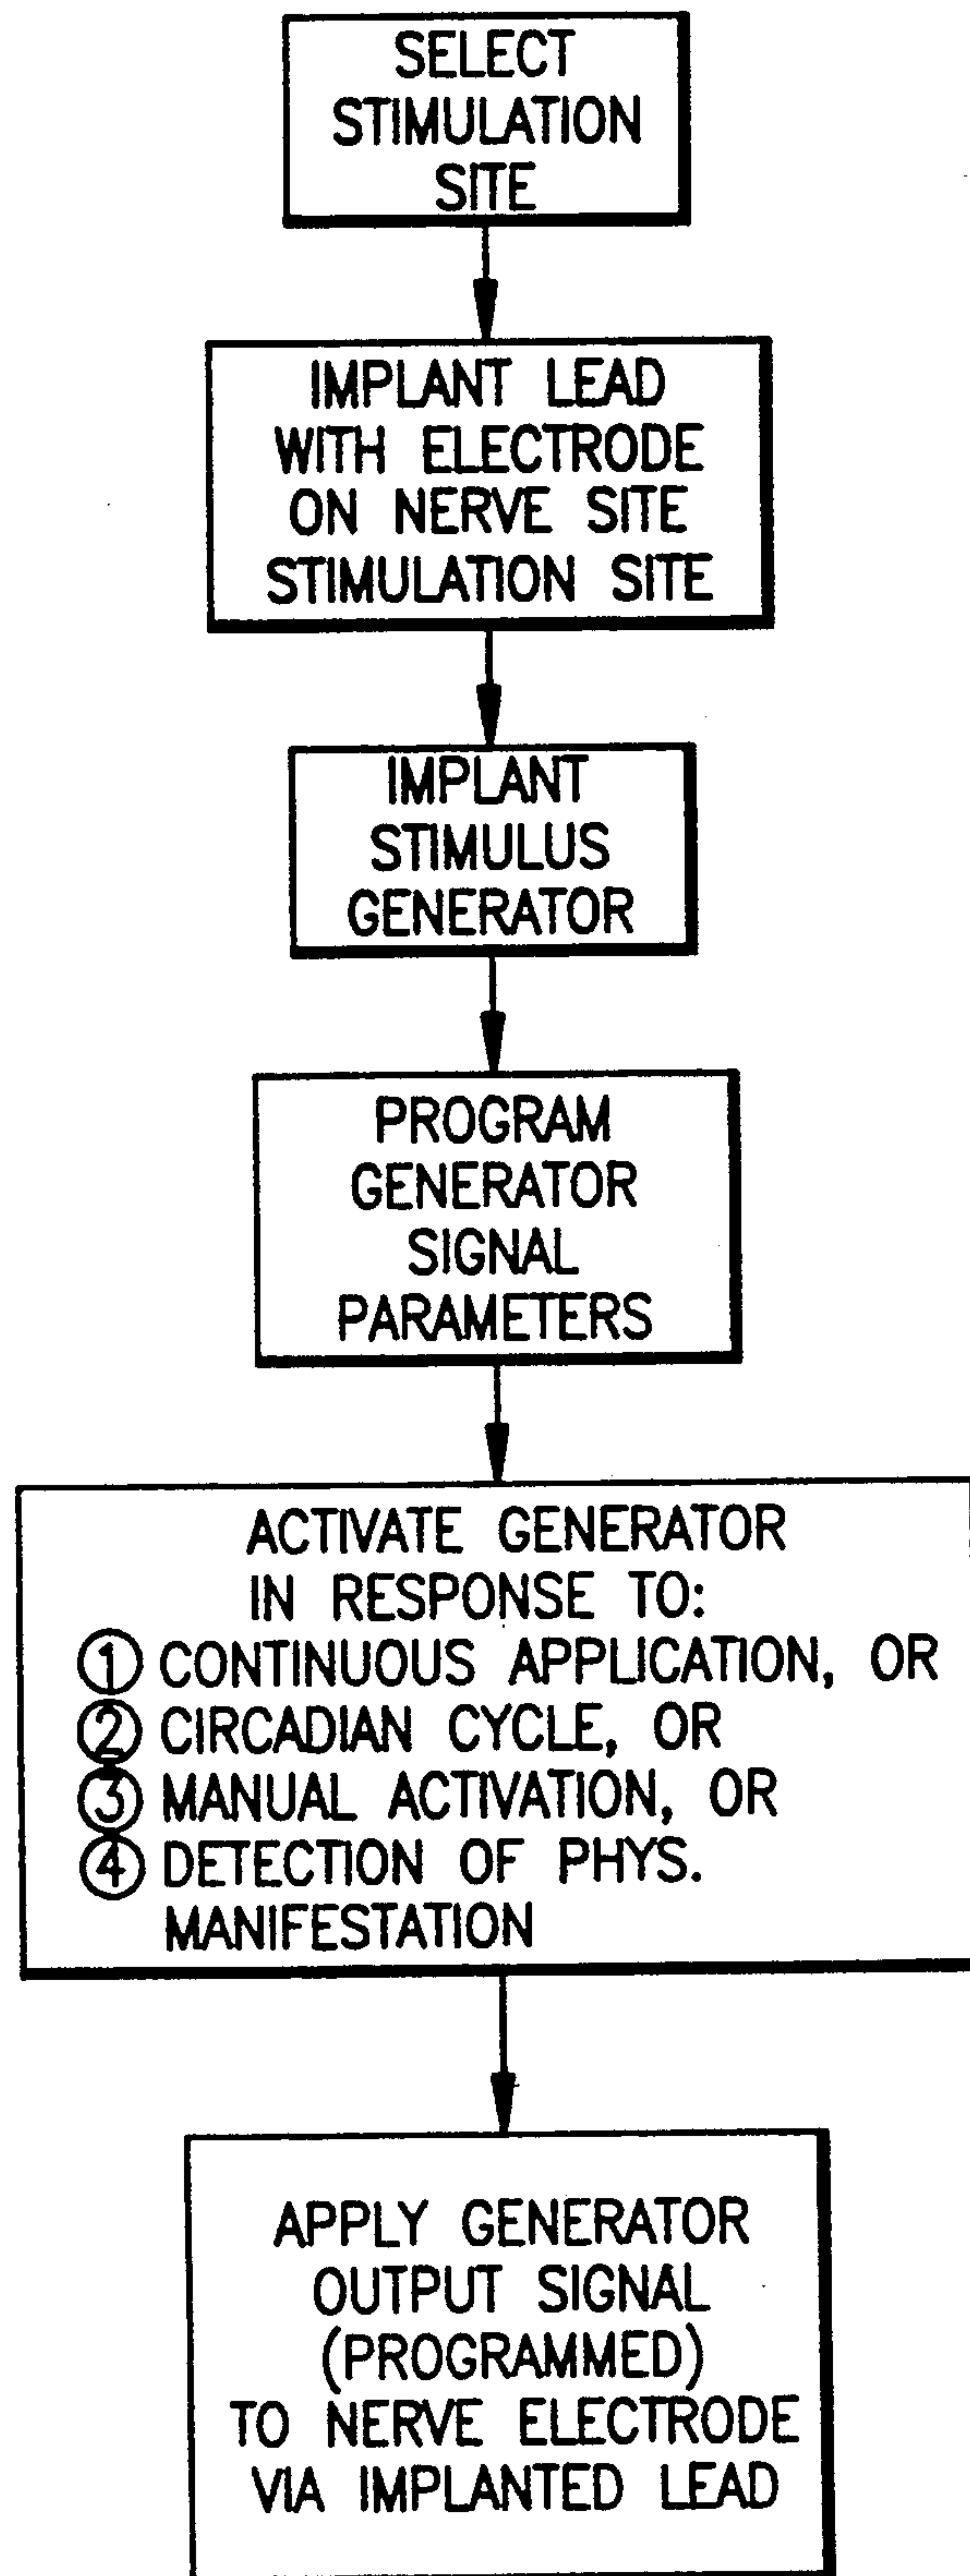 SELECT
STIMULATION
SITE
IMPLANT LEAD
WITH ELECTRODE
ON NERVE SITE
STIMULATION SITE
IMPLANT
STIMULUS
GENERATOR
PROGRAM
GENERATOR
SIGNAL
PARAMETERS
ACTIVATE GENERATOR
IN RESPONSE TO:
① CONTINUOUS APPLICATION, OR
② CIRCADIAN CYCLE, OR
③ MANUAL ACTIVATION, OR
④ DETECTION OF PHYS.
MANIFESTATION
APPLY GENERATOR
OUTPUT SIGNAL
(PROGRAMMED)
TO NERVE ELECTRODE
VIA IMPLANTED LEAD